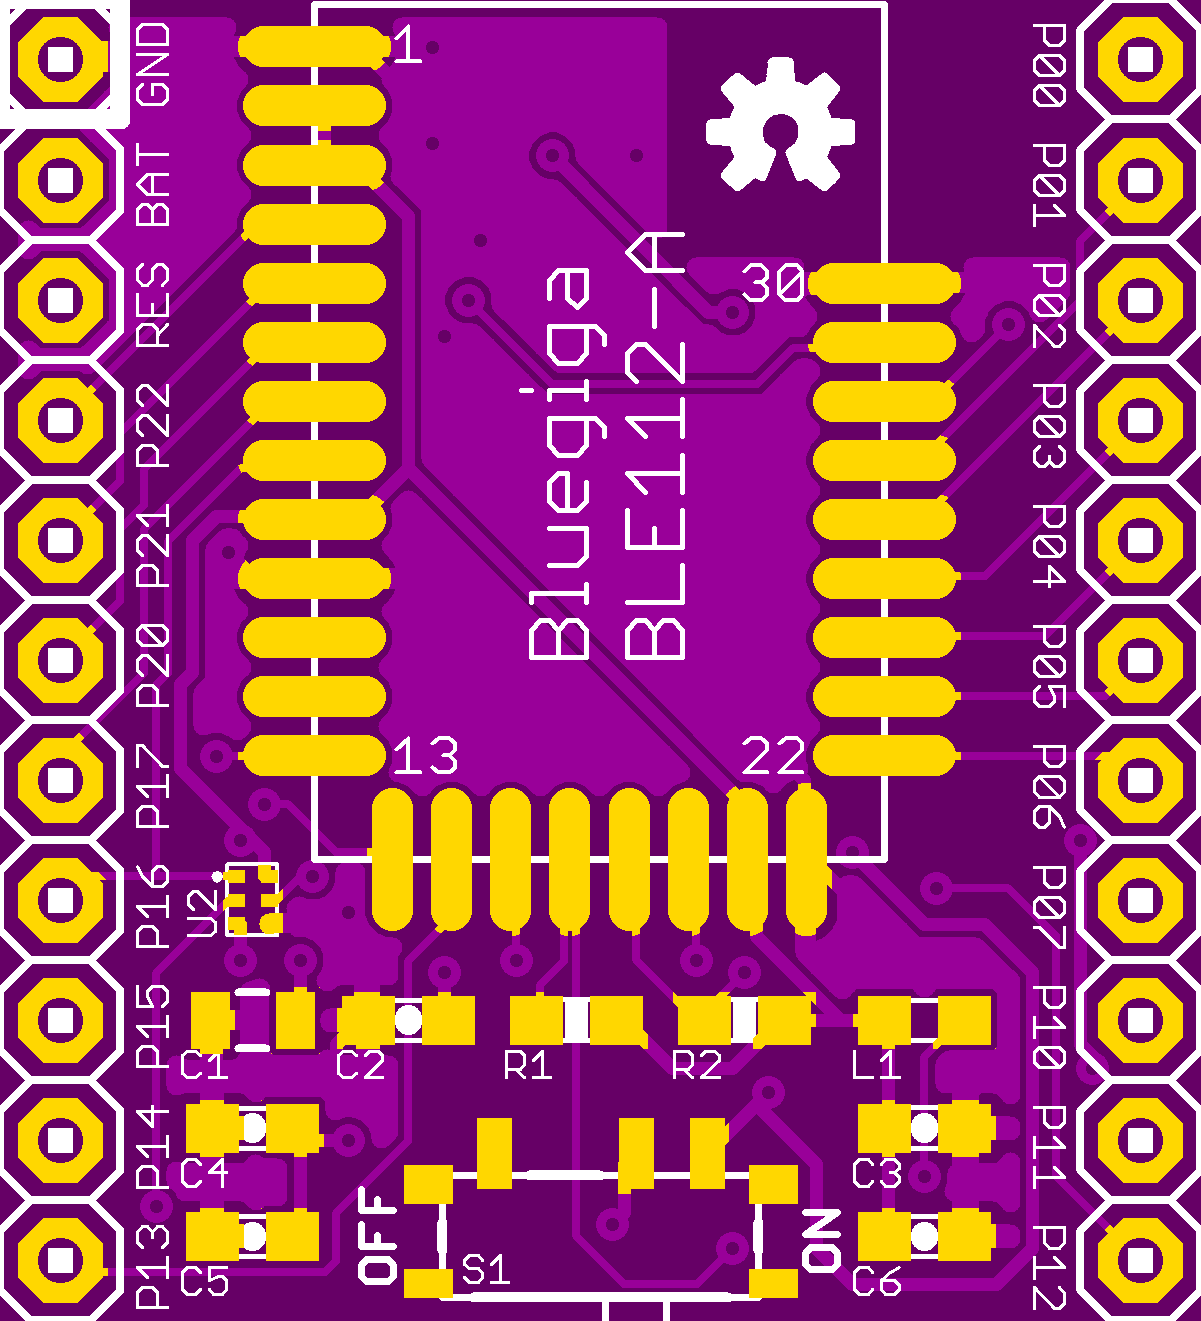 GND
BAT
RES
P22
P21
P20
P17
P16
P15
P14
P13
1
30
13
22
Bluegiga
BLE112-A
P00
P01
P02
P03
P04
P05
P06
P07
P10
P11
P12
U2
C1
C2
R1
R2
L1
C4
C3
C5
OFF
S1
ON
C6